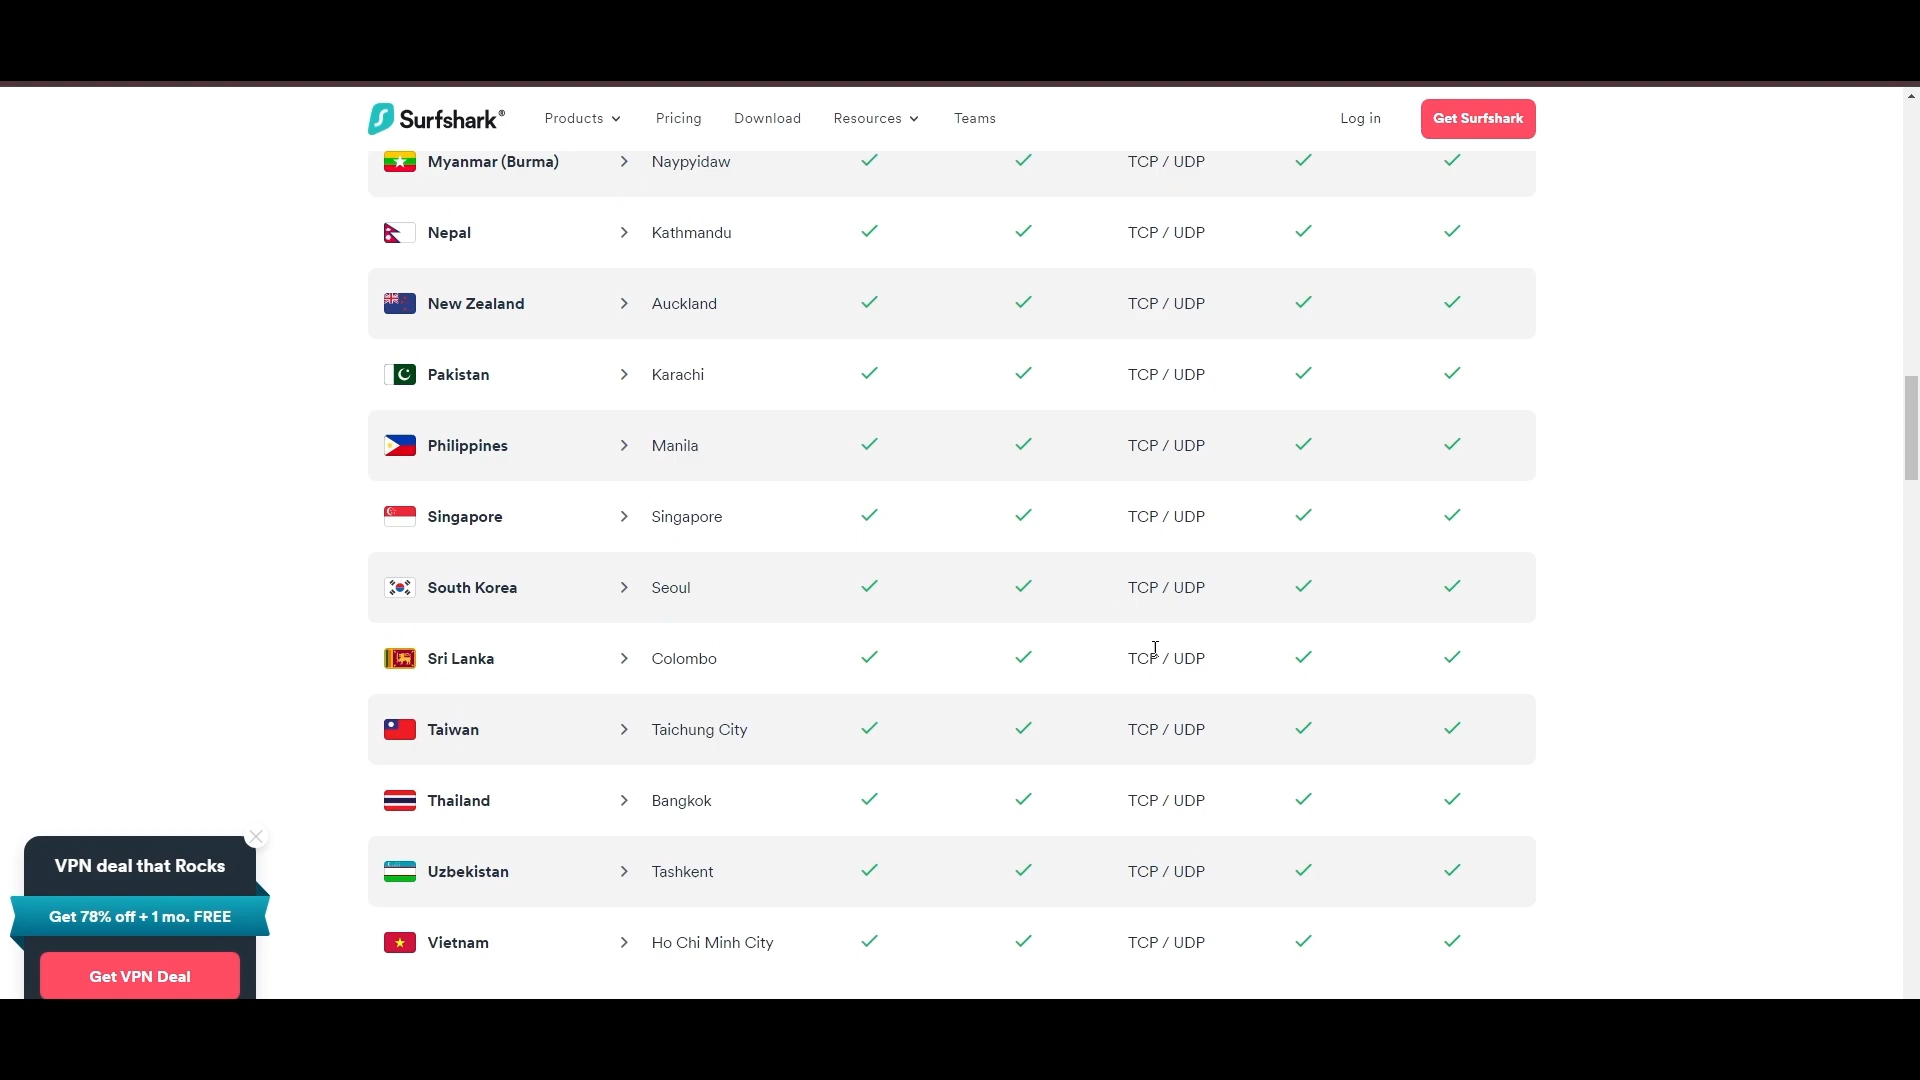 Surfshark®
Products
Pricing
Download
Resources
Teams
Log in
Get Surfshark
Myanmar (Burma) Naypyidaw TCP / UDP
Nepal Kathmandu TCP / UDP
New Zealand Auckland TCP / UDP
Pakistan Karachi TCP / UDP
Philippines Manila TCP / UDP
Singapore Singapore TCP / UDP
South Korea Seoul TCP / UDP
Sri Lanka Colombo TCP / UDP
Taiwan Taichung City TCP / UDP
Thailand Bangkok TCP / UDP
Uzbekistan Tashkent TCP / UDP
Vietnam Ho Chi Minh City TCP / UDP
VPN deal that Rocks
Get 78% off + 1 mo. FREE
Get VPN Deal